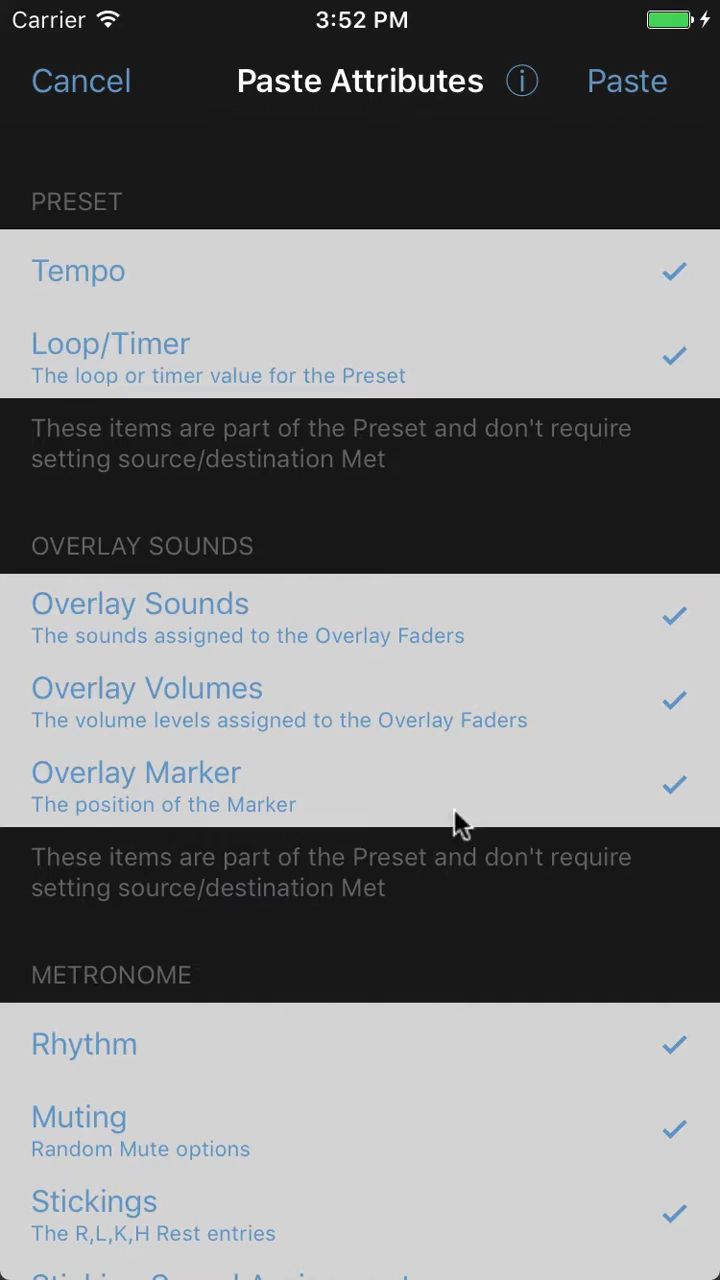 Carrier 3:52 PM
Cancel Paste Attributes i Paste
PRESET
Tempo
Loop/Timer
The loop or timer value for the Preset
These items are part of the Preset and don't require
setting source/destination Met
OVERLAY SOUNDS
Overlay Sounds
The sounds assigned to the Overlay Faders
Overlay Volumes
The volume levels assigned to the Overlay Faders
Overlay Marker
The position of the Marker
These items are part of the Preset and don't require
setting source/destination Met
METRONOME
Rhythm
Muting
Random Mute options
Stickings
The R,L,K,H Rest entries